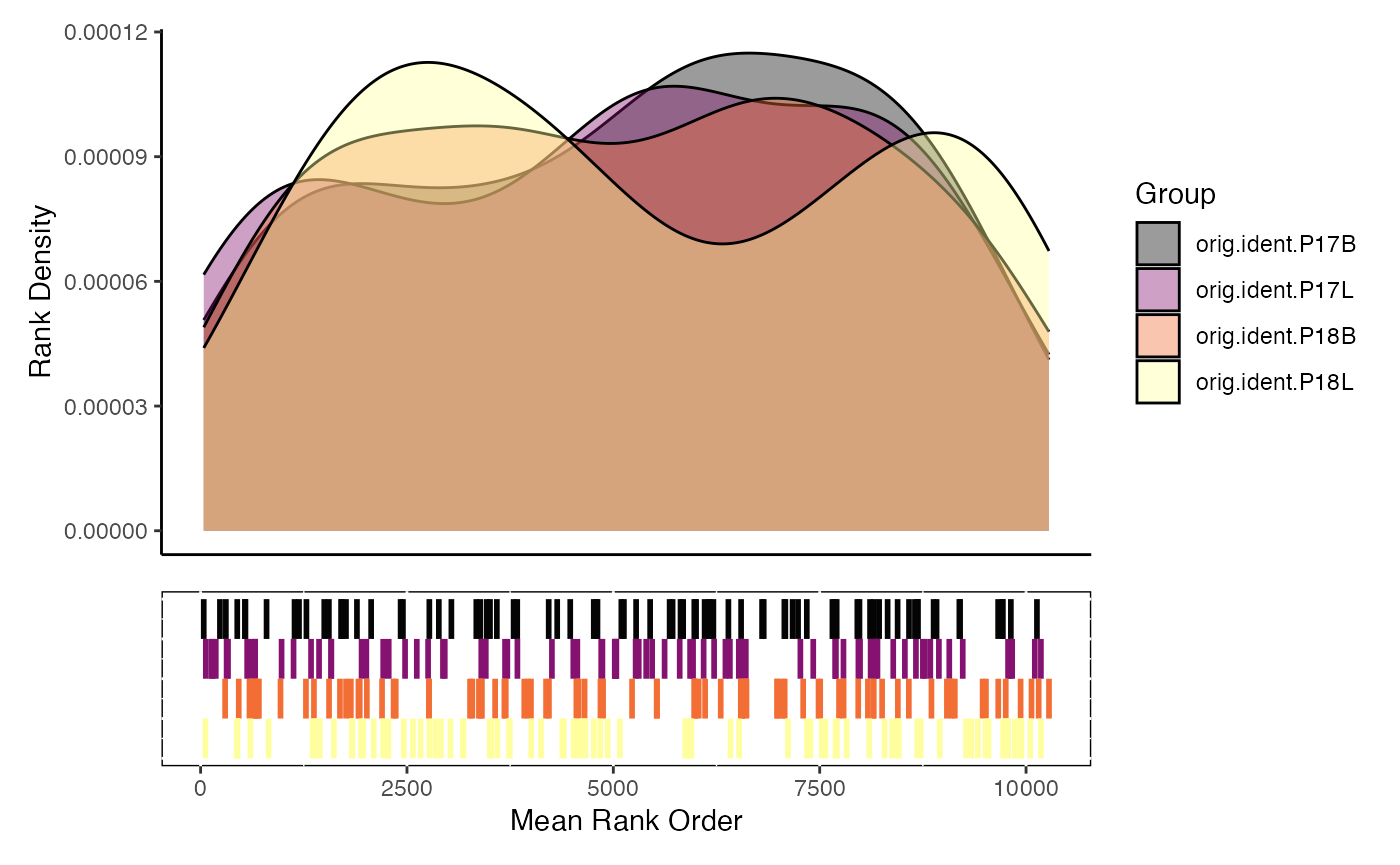 0.00012
0.00009
0.00006
0.00003
0.00000
Rank Density
Group
orig.ident.P17B
orig.ident.P17L
orig.ident.P18B
orig.ident.P18L
0 2500 5000 7500 10000
Mean Rank Order